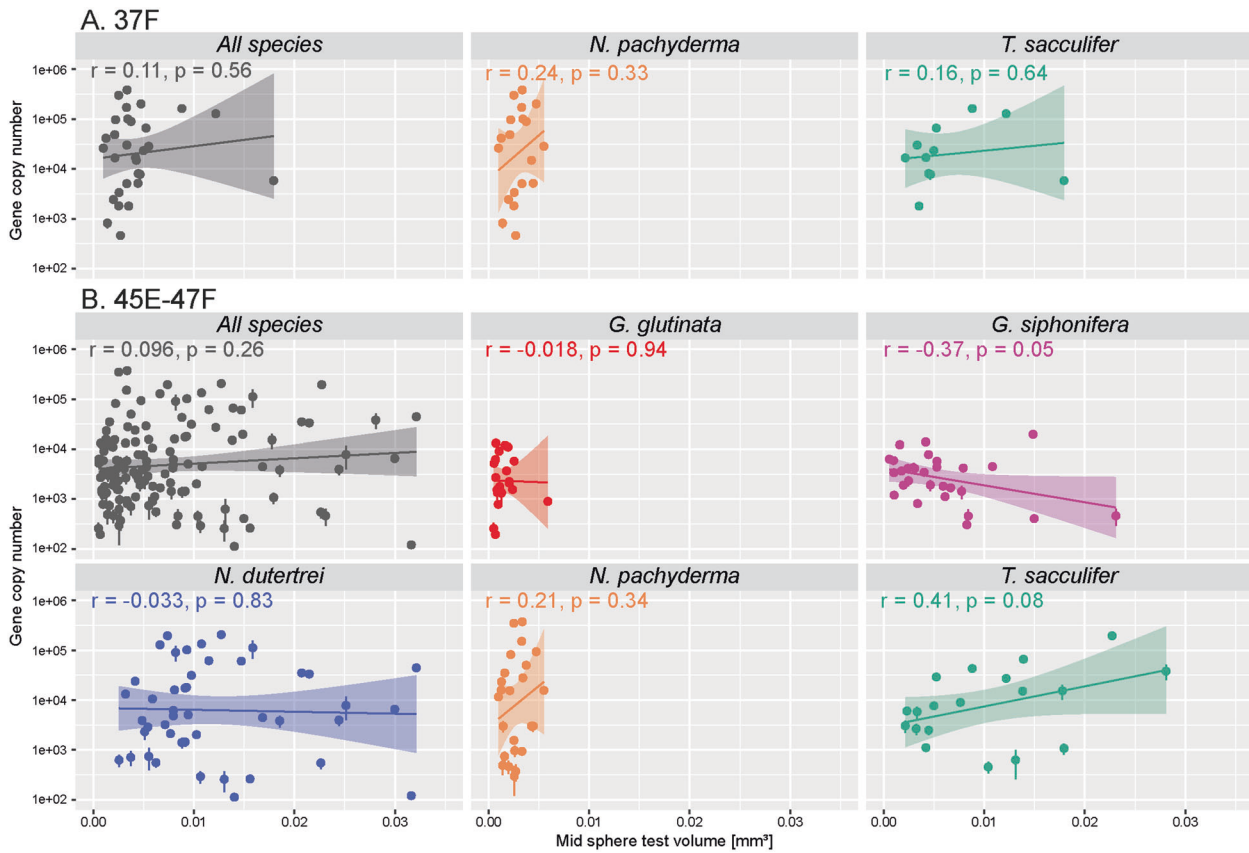 A. 37F
All species
N. pachyderma
T. sacculifer
r = 0.11, p = 0.56
r = 0.24, p = 0.33
r = 0.16, p = 0.64
Gene copy number
1e+06
1e+05
1e+04
1e+03
1e+02
B. 45E-47F
All species
G. glutinata
G. siphonifera
r = 0.096, p = 0.26
r = -0.018, p = 0.94
r = -0.37, p = 0.05
Gene copy number
1e+06
1e+05
1e+04
1e+03
1e+02
N. dutertrei
N. pachyderma
T. sacculifer
r = -0.033, p = 0.83
r = 0.21, p = 0.34
r = 0.41, p = 0.08
1e+06
1e+05
1e+04
1e+03
1e+02
0.00 0.01 0.02 0.03
0.00 0.01 0.02 0.03
0.00 0.01 0.02 0.03
Mid sphere test volume [mm³]